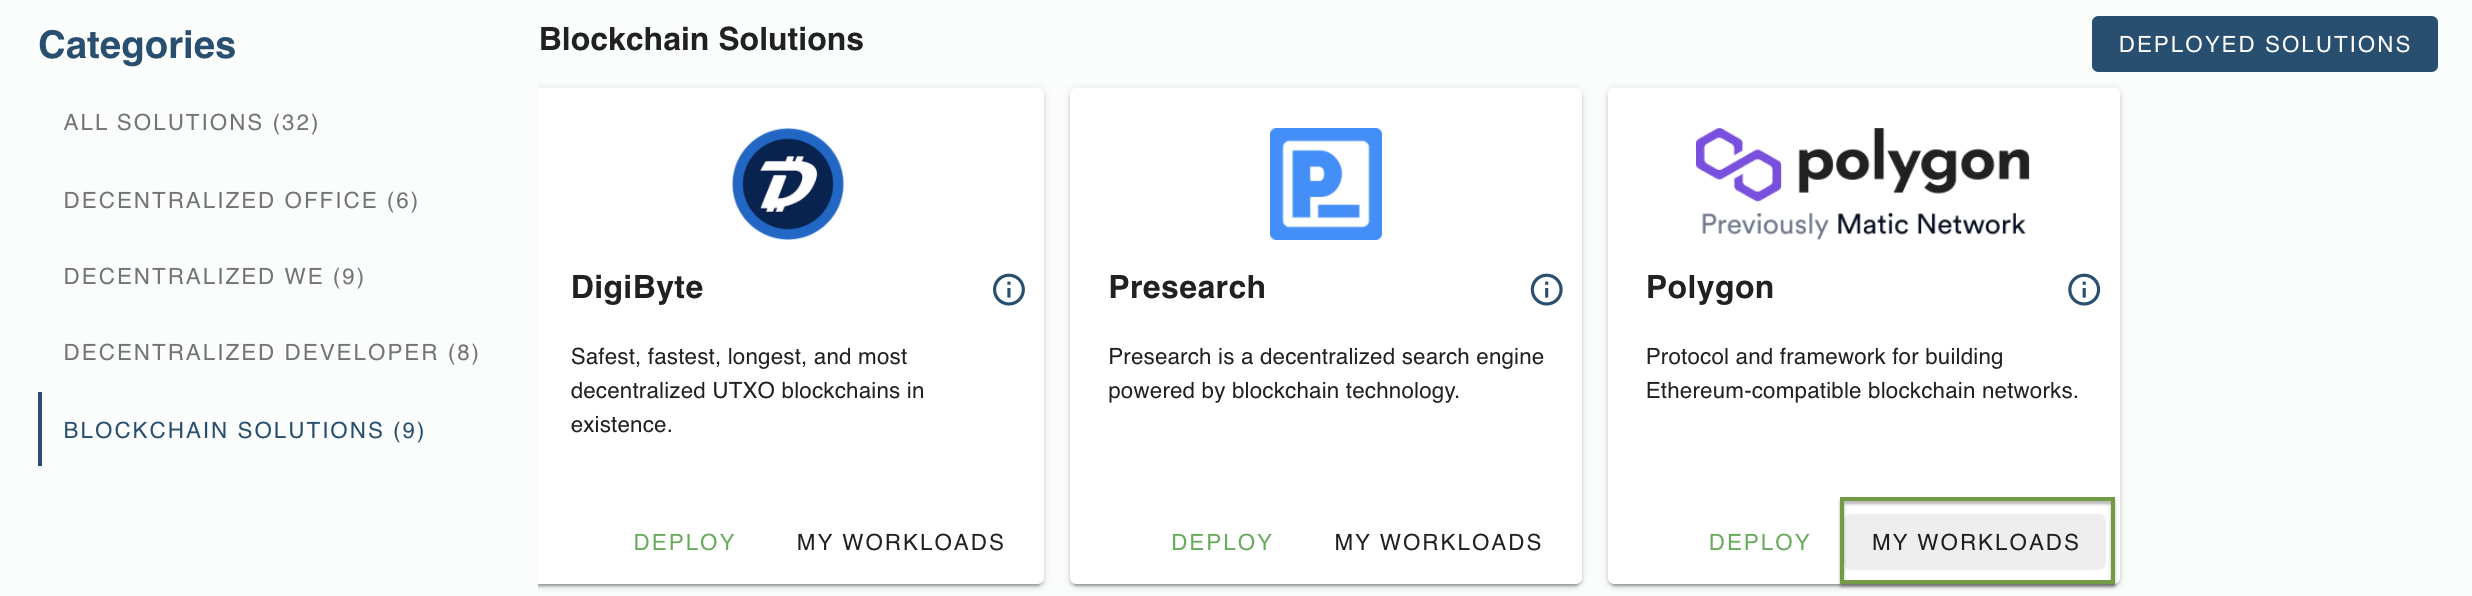 Categories
ALL SOLUTIONS (32)
DECENTRALIZED OFFICE (6)
DECENTRALIZED WE (9)
DECENTRALIZED DEVELOPER (8)
BLOCKCHAIN SOLUTIONS (9)
Blockchain Solutions
DEPLOYED SOLUTIONS
DigiByte
Safest, fastest, longest, and most
decentralized UTXO blockchains in
existence.
DEPLOY
MY WORKLOADS
Presearch
Presearch is a decentralized search engine
powered by blockchain technology.
DEPLOY
MY WORKLOADS
polygon
Previously Matic Network
Polygon
Protocol and framework for building
Ethereum-compatible blockchain networks.
DEPLOY
MY WORKLOADS